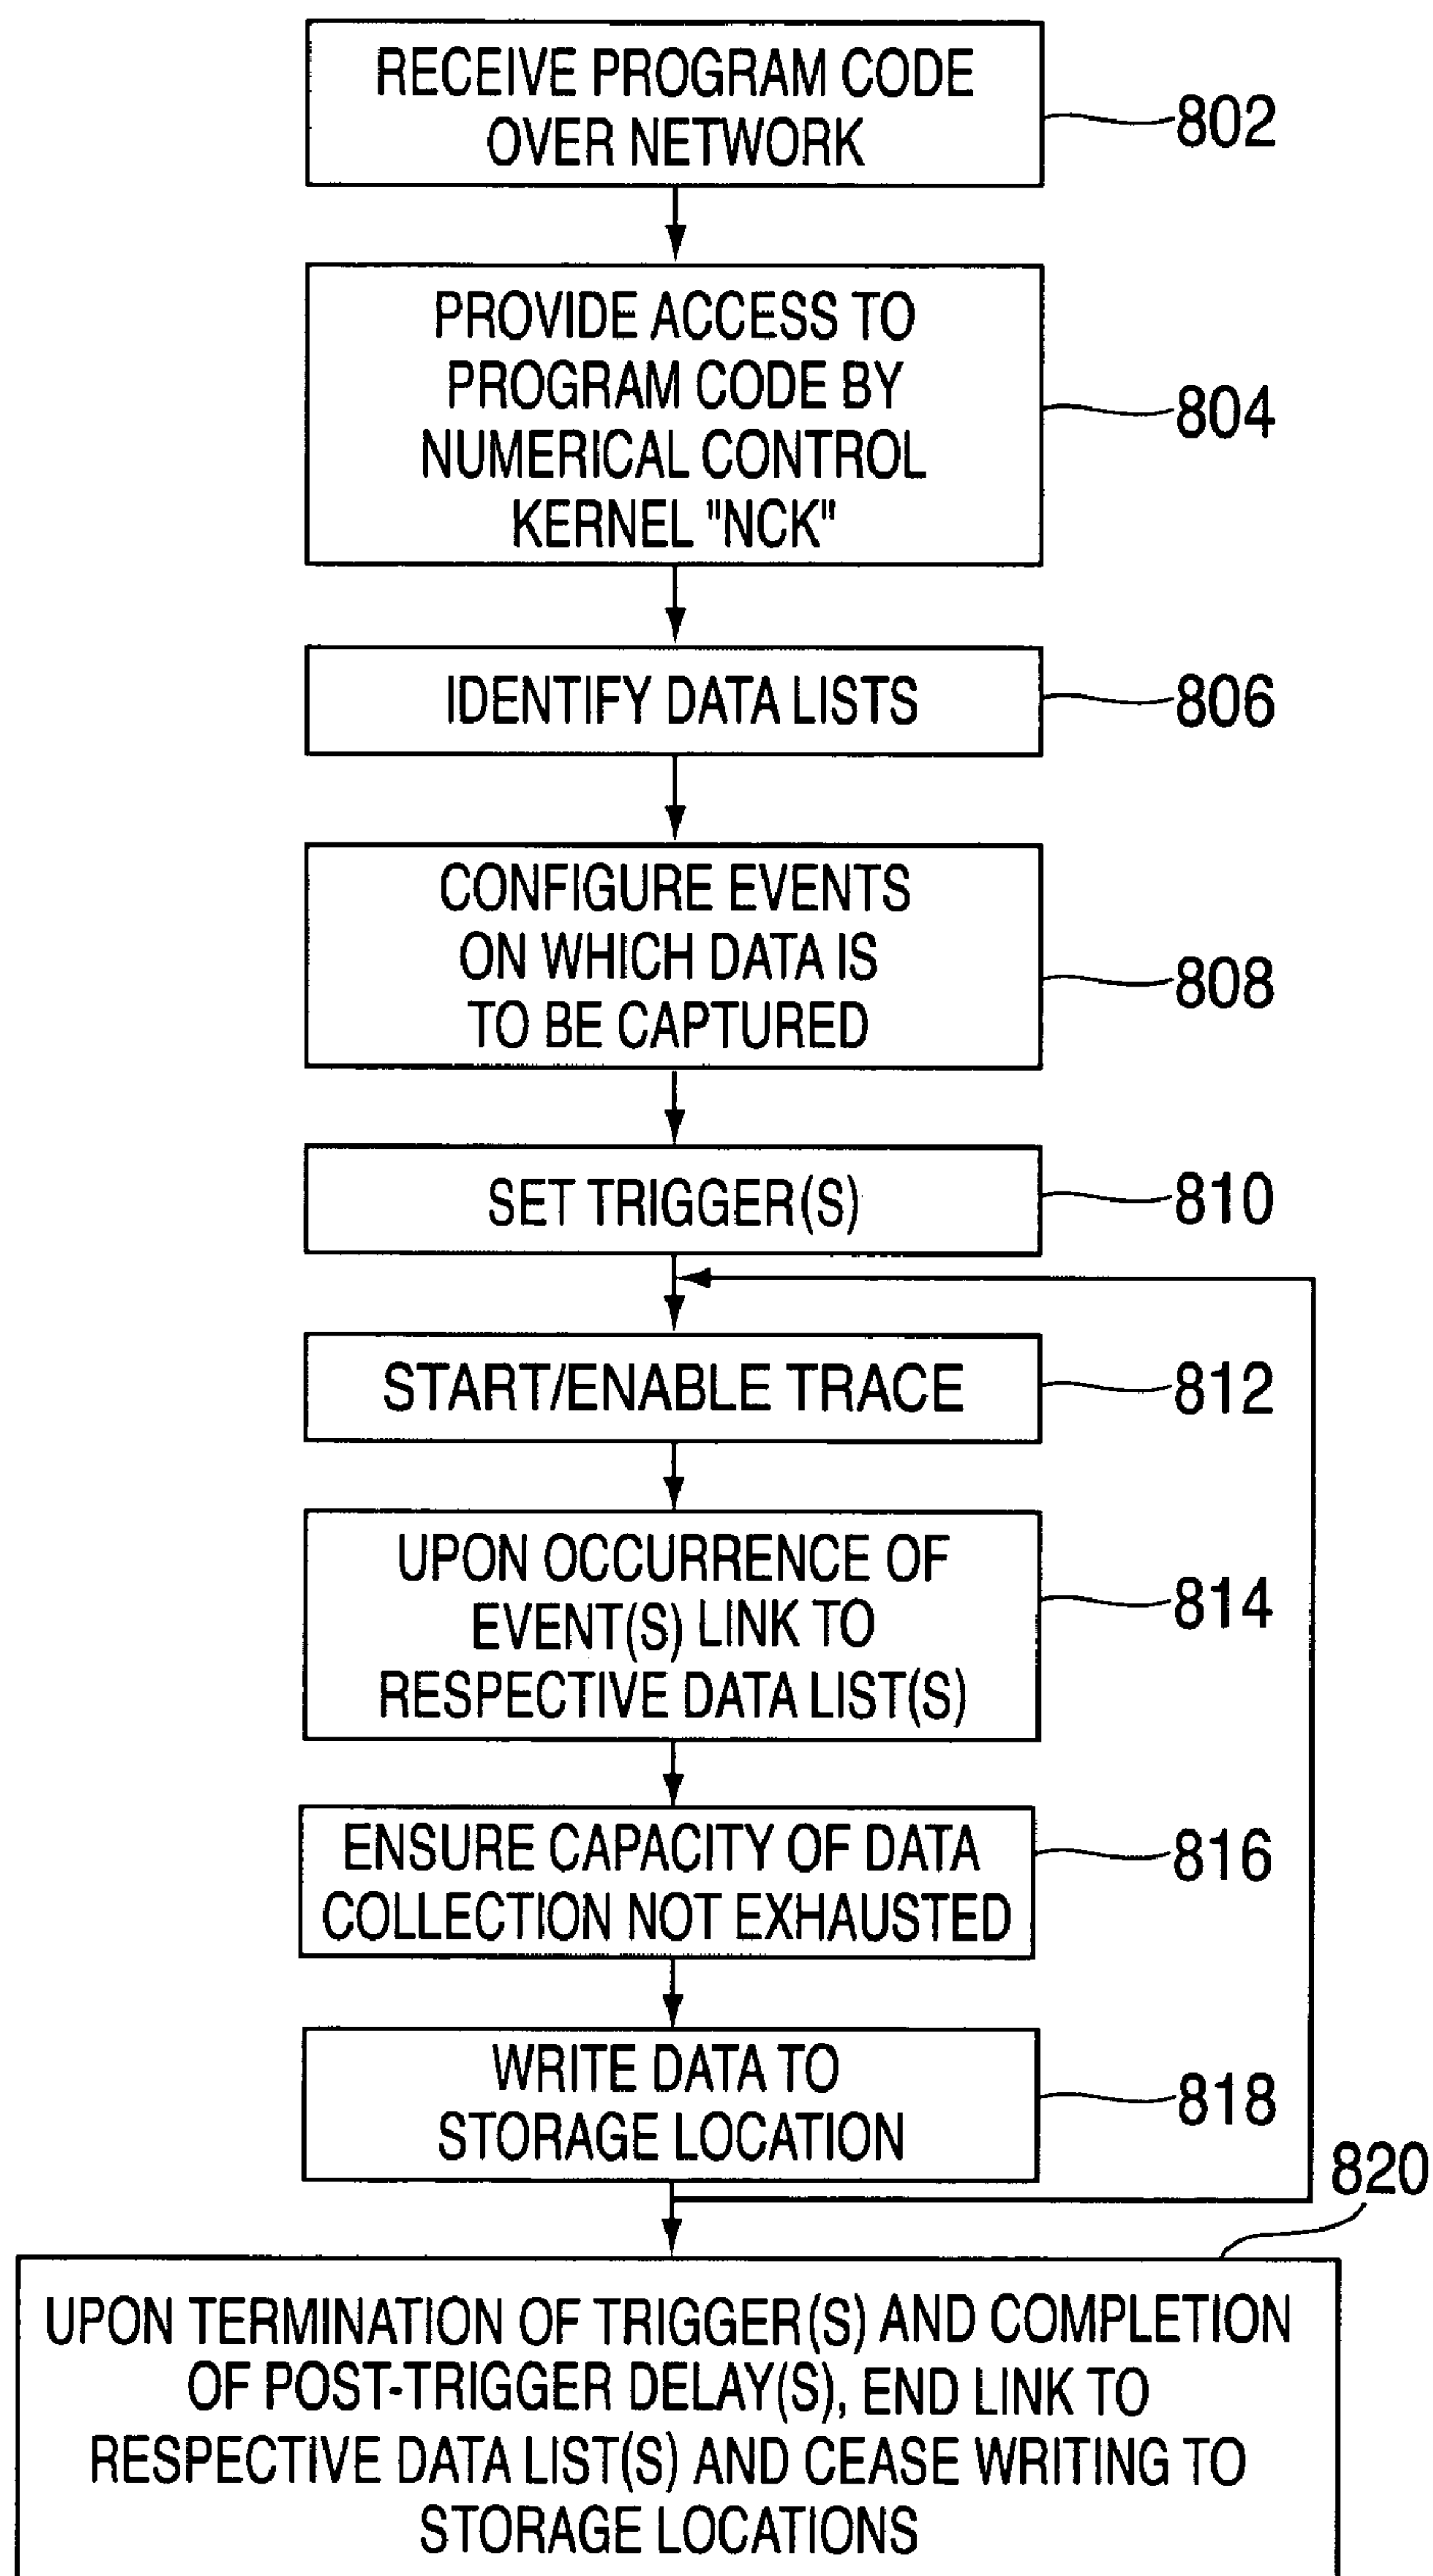 RECEIVE PROGRAM CODE
OVER NETWORK
802
PROVIDE ACCESS TO
PROGRAM CODE BY
NUMERICAL CONTROL
KERNEL "NCK"
804
IDENTIFY DATA LISTS
806
CONFIGURE EVENTS
ON WHICH DATA IS
TO BE CAPTURED
808
SET TRIGGER(S)
810
START/ENABLE TRACE
812
UPON OCCURRENCE OF
EVENT(S) LINK TO
RESPECTIVE DATA LIST(S)
814
ENSURE CAPACITY OF DATA
COLLECTION NOT EXHAUSTED
816
WRITE DATA TO
STORAGE LOCATION
818
820
UPON TERMINATION OF TRIGGER(S) AND COMPLETION
OF POST-TRIGGER DELAY(S), END LINK TO
RESPECTIVE DATA LIST(S) AND CEASE WRITING TO
STORAGE LOCATIONS